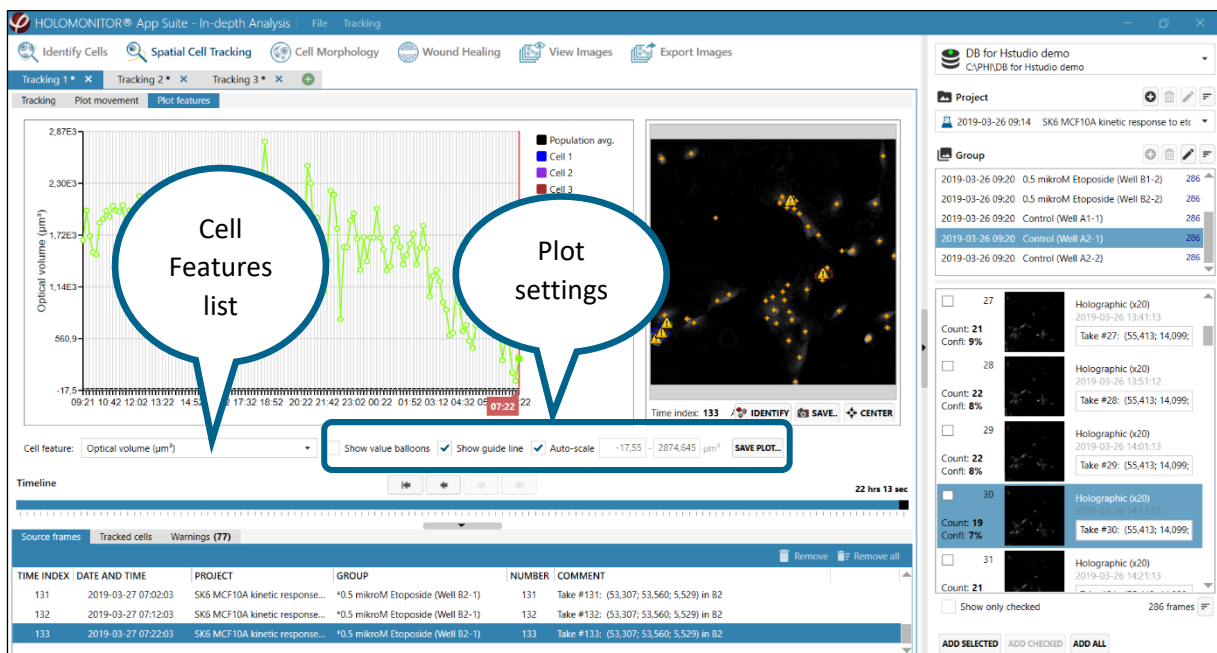 HOLOMONITOR® App Suite - In-depth Analysis File Tracking
Identify Cells Spatial Cell Tracking Cell Morphology Wound Healing View Images Export Images
Tracking 1 * Tracking 2 * Tracking 3 *
Tracking Plot movement Plot features
2,87E3
2,30E3
1,72E3
1,14E3
560,9
-17,5
Optical volume (µm³)
09:21 10:42 12:02 13:22 17:32 18:52 20:22 21:42 23:02 00:22 01:52 03:12 04:32
07:22
Population avg.
Cell 1
Cell 2
Cell 3
Cell
Features
list
Plot
settings
Time index: 133 IDENTIFY SAVE.. CENTER
Cell feature: Optical volume (µm³) Show value balloons Show guide line Auto-scale -17,55 - 2874,645 µm³ SAVE PLOT...
Timeline
22 hrs 13 sec
Source frames Tracked cells Warnings (77)
Remove Remove all
TIME INDEX DATE AND TIME PROJECT GROUP NUMBER COMMENT
131 2019-03-27 07:02:03 SK6 MCF10A kinetic response... *0.5 mikroM Etoposide (Well B2-1) 131 Take #131: (53,307; 53,560; 5,529) in B2
132 2019-03-27 07:12:03 SK6 MCF10A kinetic response... *0.5 mikroM Etoposide (Well B2-1) 132 Take #132: (53,307; 53,560; 5,529) in B2
133 2019-03-27 07:22:03 SK6 MCF10A kinetic response... *0.5 mikroM Etoposide (Well B2-1) 133 Take #133: (53,307; 53,560; 5,529) in B2
DB for Hstudio demo
C:\PHI\DB for Hstudio demo
Project
2019-03-26 09:14 SK6 MCF10A kinetic response to etc
Group
2019-03-26 09:20 0.5 mikroM Etoposide (Well B1-2) 286
2019-03-26 09:20 0.5 mikroM Etoposide (Well B2-2) 286
2019-03-26 09:20 Control (Well A1-1) 286
2019-03-26 09:20 Control (Well A2-1) 286
2019-03-26 09:20 Control (Well A2-2) 286
27 Holographic (x20)
2019-03-26 13:41:13
Count: 21
Confl: 9%
Take #27: (55,413; 14,099;
28 Holographic (x20)
2019-03-26 13:51:12
Count: 22
Confl: 8%
Take #28: (55,413; 14,099;
29 Holographic (x20)
2019-03-26 14:01:13
Count: 22
Confl: 8%
Take #29: (55,413; 14,099;
30 Holographic (x20)
2019-03-26 14:11:13
Count: 19
Confl: 7%
Take #30: (55,413; 14,099;
31 Holographic (x20)
2019-03-26 14:21:13
Count: 21
Show only checked 286 frames
ADD SELECTED ADD CHECKED ADD ALL